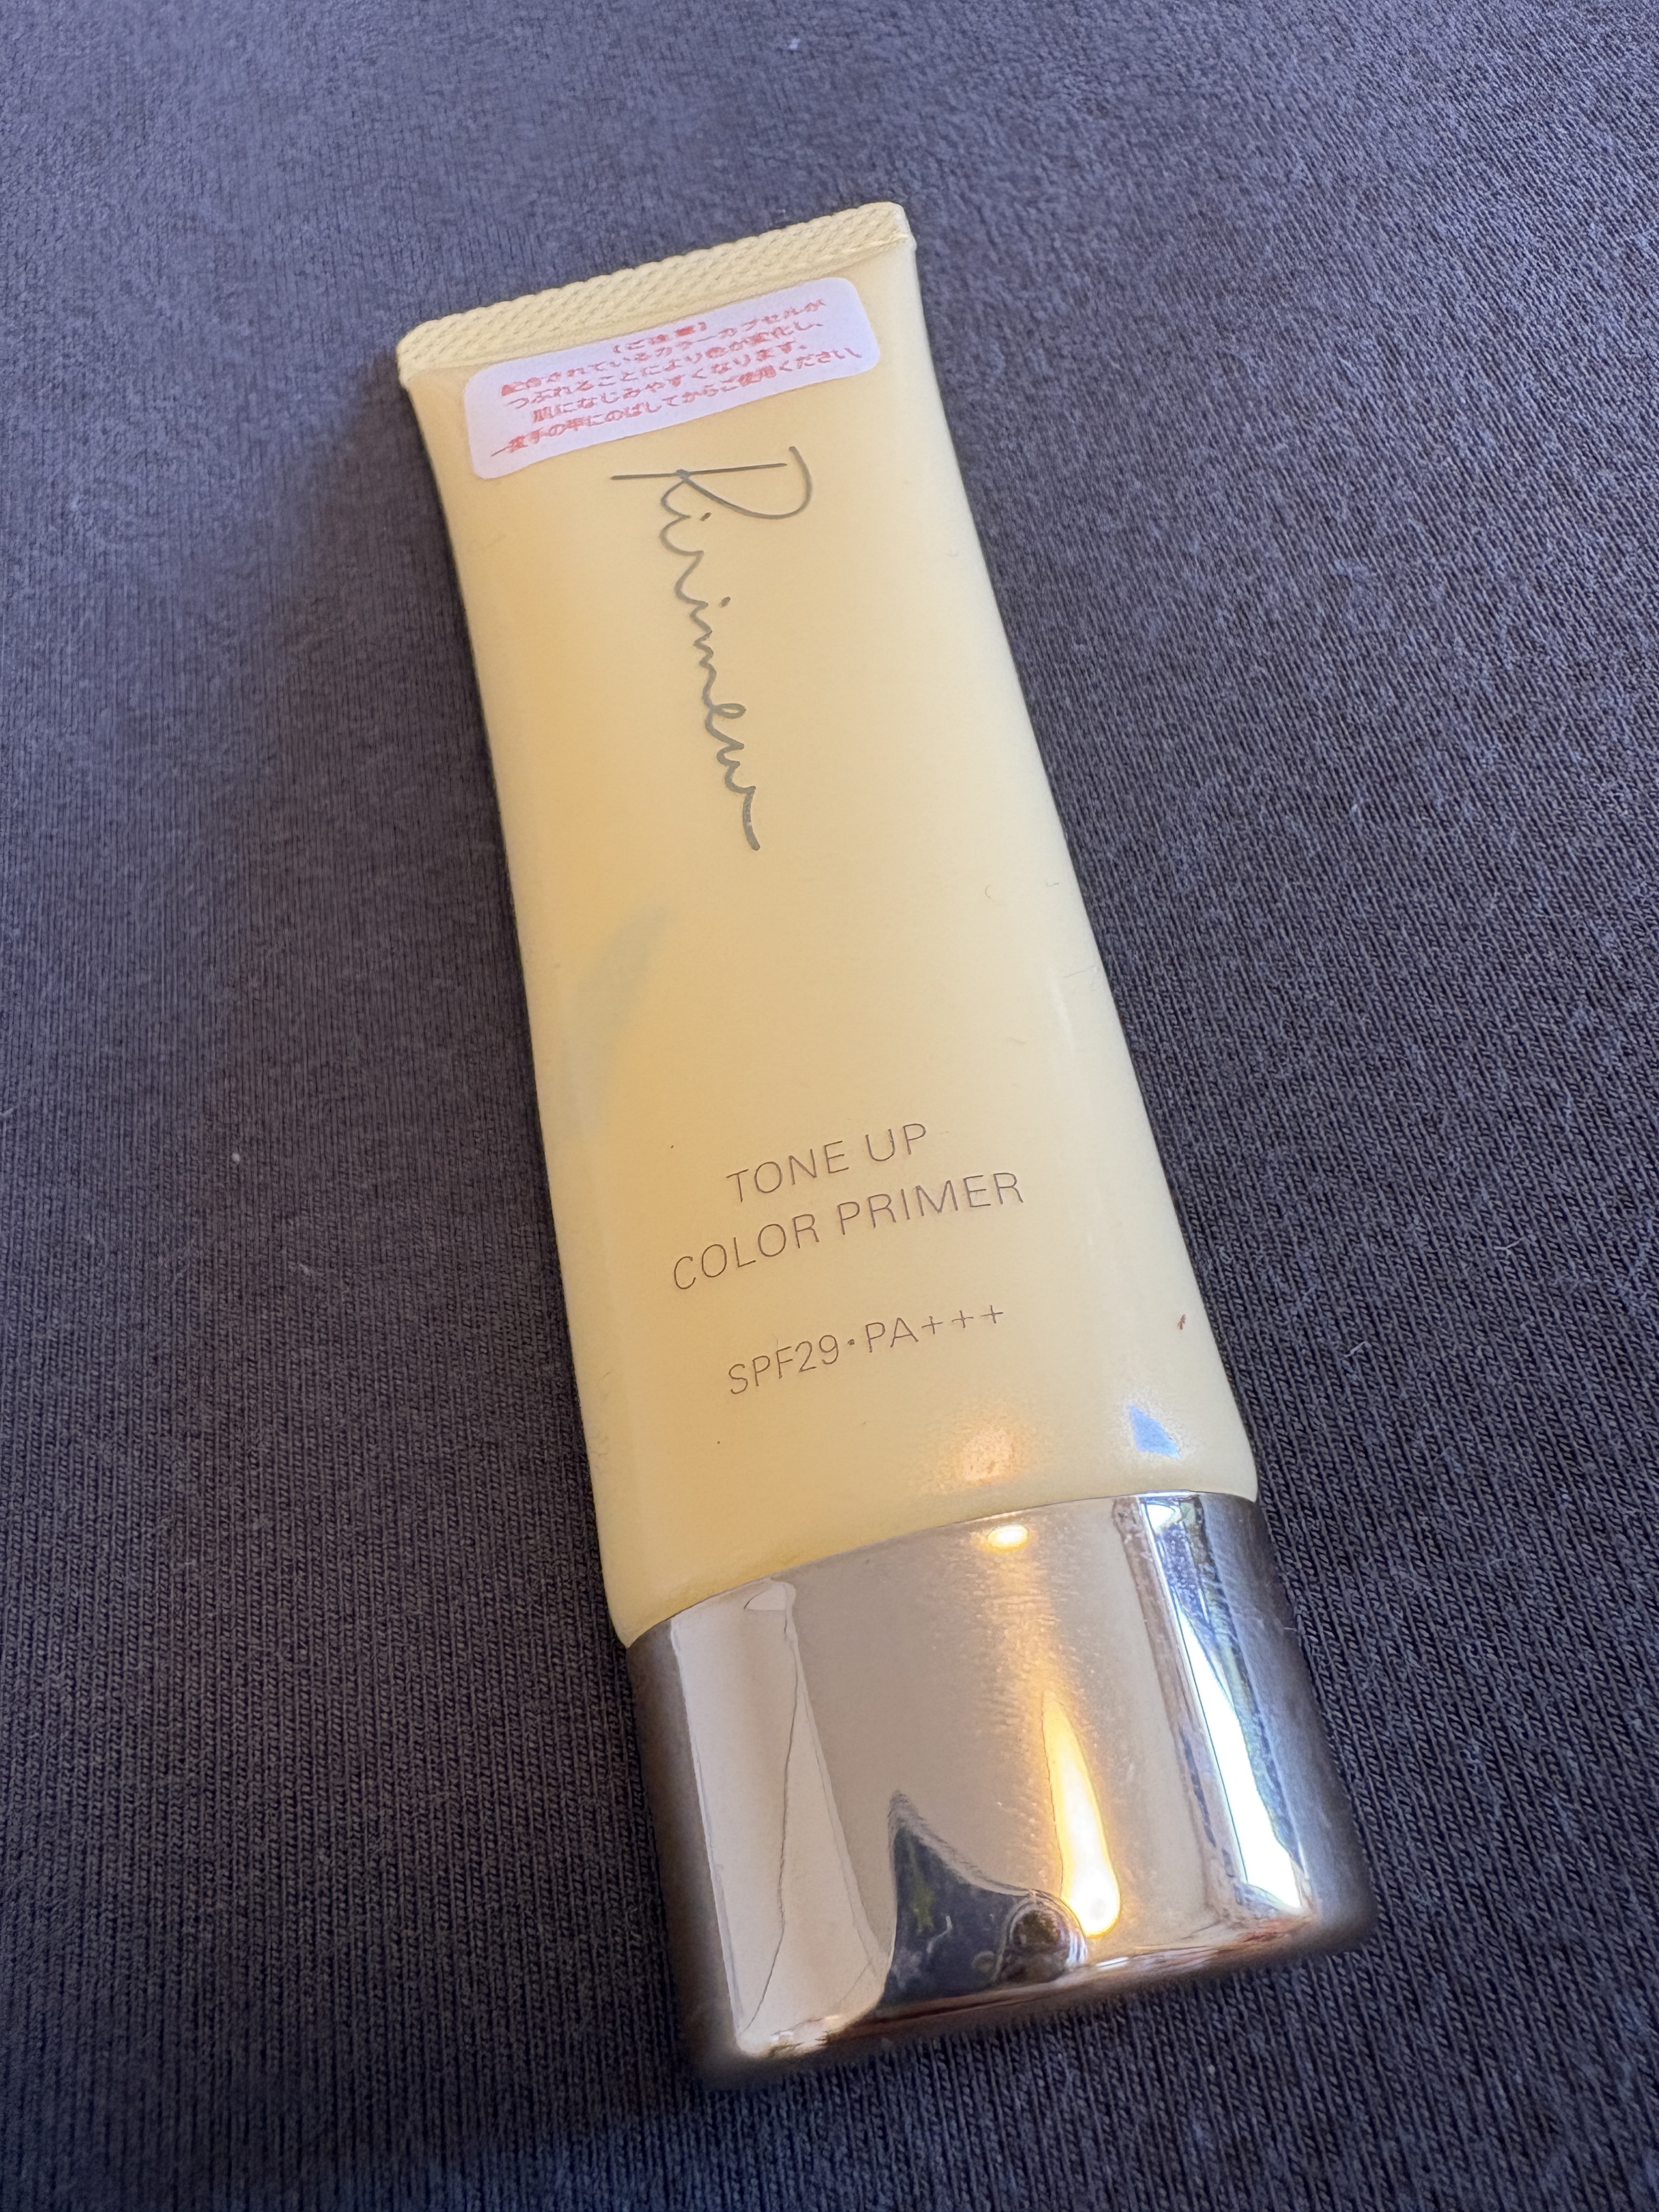 【ご注意】
配合されているカラーカプセルが
つぶれることにより色が変化し、
肌になじみやすくなります。
一度手の甲にのばしてからご使用ください。
Ririmew
TONE UP
COLOR PRIMER
SPF29・PA+++